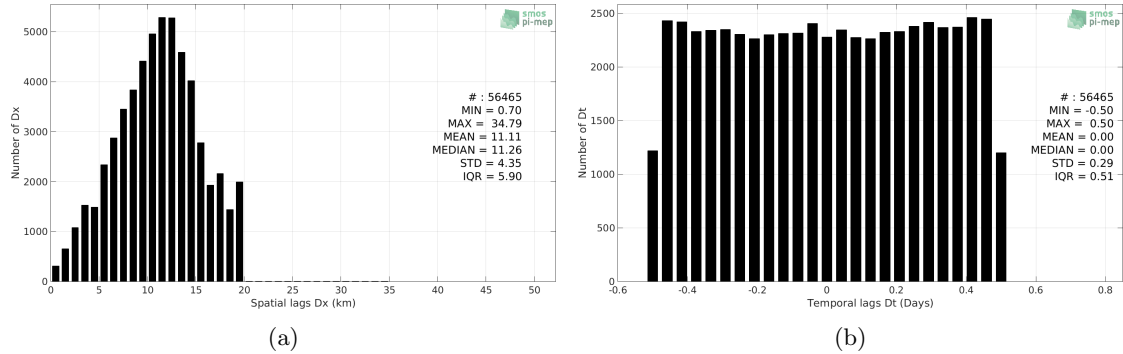 smos
pi-mep
5000
4000
3000
2000
1000
0
Number of Dx
# : 56465
MIN = 0.70
MAX = 34.79
MEAN = 11.11
MEDIAN = 11.26
STD = 4.35
IQR = 5.90
0 5 10 15 20 25 30 35 40 45 50
Spatial lags Dx (km)
(a)
smos
pi-mep
2500
2000
1500
1000
500
0
Number of Dt
# : 56465
MIN = -0.50
MAX = 0.50
MEAN = 0.00
MEDIAN = 0.00
STD = 0.29
IQR = 0.51
-0.6 -0.4 -0.2 0 0.2 0.4 0.6 0.8
Temporal lags Dt (Days)
(b)